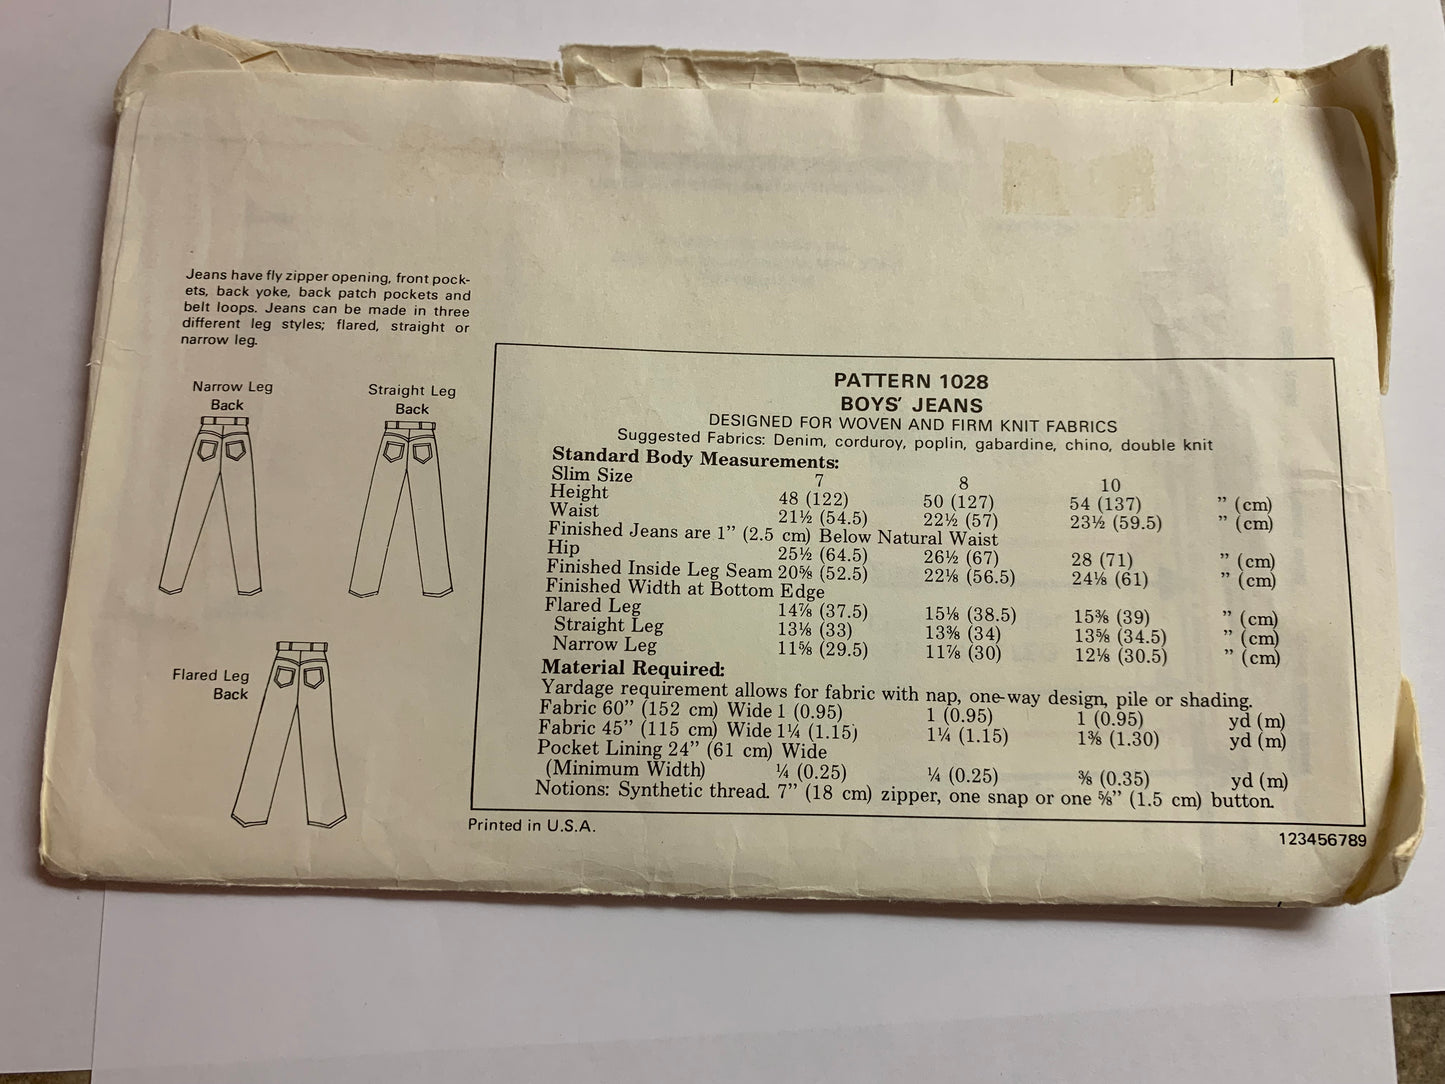 Jeans have fly zipper opening, front pock-
ets, back yoke, back patch pockets and
belt loops. Jeans can be made in three
different leg styles; flared, straight or
narrow leg.
Narrow Leg
Back
Straight Leg
Back
Flared Leg
Back
PATTERN 1028
BOYS' JEANS
DESIGNED FOR WOVEN AND FIRM KNIT FABRICS
Suggested Fabrics: Denim, corduroy, poplin, gabardine, chino, double knit
Standard Body Measurements:
Slim Size 7 8 10
Height 48 (122) 50 (127) 54 (137) ” (cm)
Waist 21½ (54.5) 22½ (57) 23½ (59.5) ” (cm)
Finished Jeans are 1” (2.5 cm) Below Natural Waist
Hip 25½ (64.5) 26½ (67) 28 (71) ” (cm)
Finished Inside Leg Seam 20⅝ (52.5) 22⅛ (56.5) 24⅛ (61) ” (cm)
Finished Width at Bottom Edge
Flared Leg 14⅞ (37.5) 15⅛ (38.5) 15⅜ (39) ” (cm)
Straight Leg 13⅛ (33) 13⅜ (34) 13⅝ (34.5) ” (cm)
Narrow Leg 11⅝ (29.5) 11⅞ (30) 12⅛ (30.5) ” (cm)
Material Required:
Yardage requirement allows for fabric with nap, one-way design, pile or shading.
Fabric 60” (152 cm) Wide 1 (0.95) 1 (0.95) 1 (0.95) yd (m)
Fabric 45” (115 cm) Wide 1¼ (1.15) 1¼ (1.15) 1⅜ (1.30) yd (m)
Pocket Lining 24” (61 cm) Wide
(Minimum Width) ¼ (0.25) ¼ (0.25) ⅜ (0.35) yd (m)
Notions: Synthetic thread. 7” (18 cm) zipper, one snap or one ⅝” (1.5 cm) button.
Printed in U.S.A.
123456789